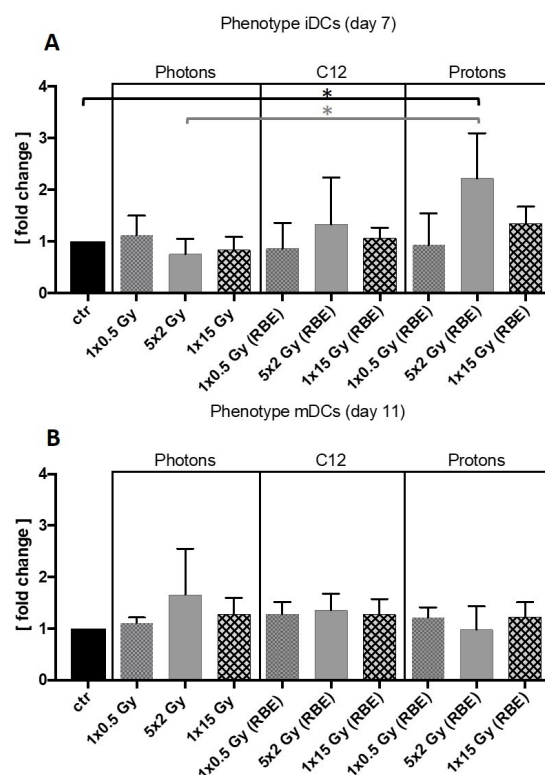 Phenotype iDCs (day 7)
A
Photons C12 Protons
[ fold change ]
4
3
2
1
0
*
*
ctr
1x0.5 Gy
5x2 Gy
1x15 Gy
1x0.5 Gy (RBE)
5x2 Gy (RBE)
1x15 Gy (RBE)
1x0.5 Gy (RBE)
5x2 Gy (RBE)
1x15 Gy (RBE)
Phenotype mDCs (day 11)
B
Photons C12 Protons
[ fold change ]
4
3
2
1
0
ctr
1x0.5 Gy
5x2 Gy
1x15 Gy
1x0.5 Gy (RBE)
5x2 Gy (RBE)
1x15 Gy (RBE)
1x0.5 Gy (RBE)
5x2 Gy (RBE)
1x15 Gy (RBE)